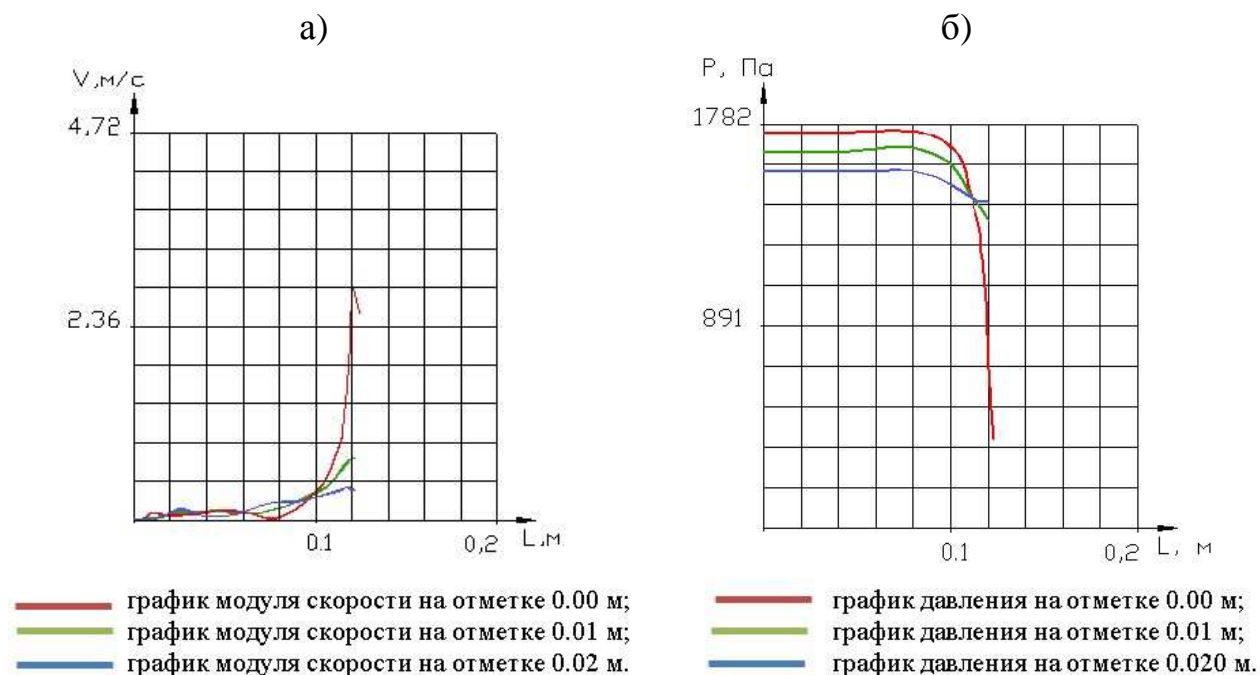 а)
V,м/с
4,72
2,36
0.1
0,2
L,м
график модуля скорости на отметке 0.00 м;
график модуля скорости на отметке 0.01 м;
график модуля скорости на отметке 0.02 м.
б)
P, Па
1782
891
0.1
0,2
L, м
график давления на отметке 0.00 м;
график давления на отметке 0.01 м;
график давления на отметке 0.020 м.